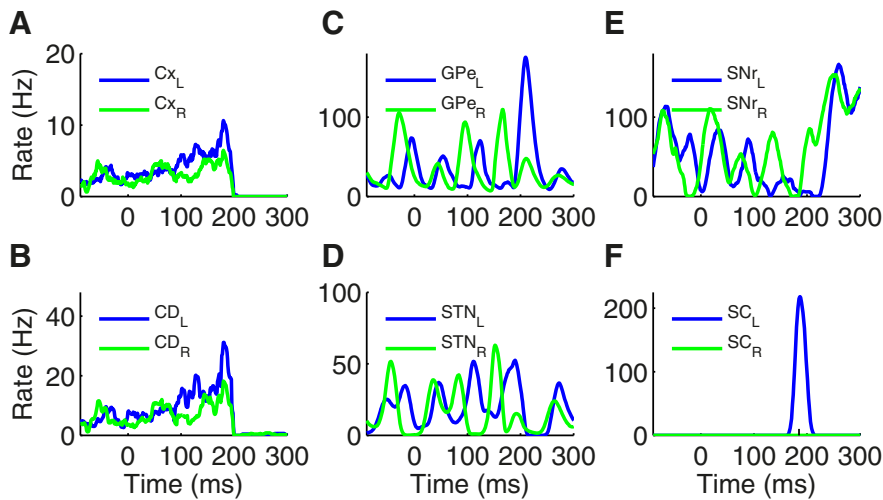 A
C
E
20
10
0
Rate (Hz)
Cx_L
Cx_R
0 100 200 300
100
0
GPe_L
GPe_R
0 100 200 300
100
0
SNr_L
SNr_R
0 100 200 300
B
D
F
40
20
0
Rate (Hz)
CD_L
CD_R
0 100 200 300
Time (ms)
100
50
0
STN_L
STN_R
0 100 200 300
Time (ms)
200
100
0
SC_L
SC_R
0 100 200 300
Time (ms)